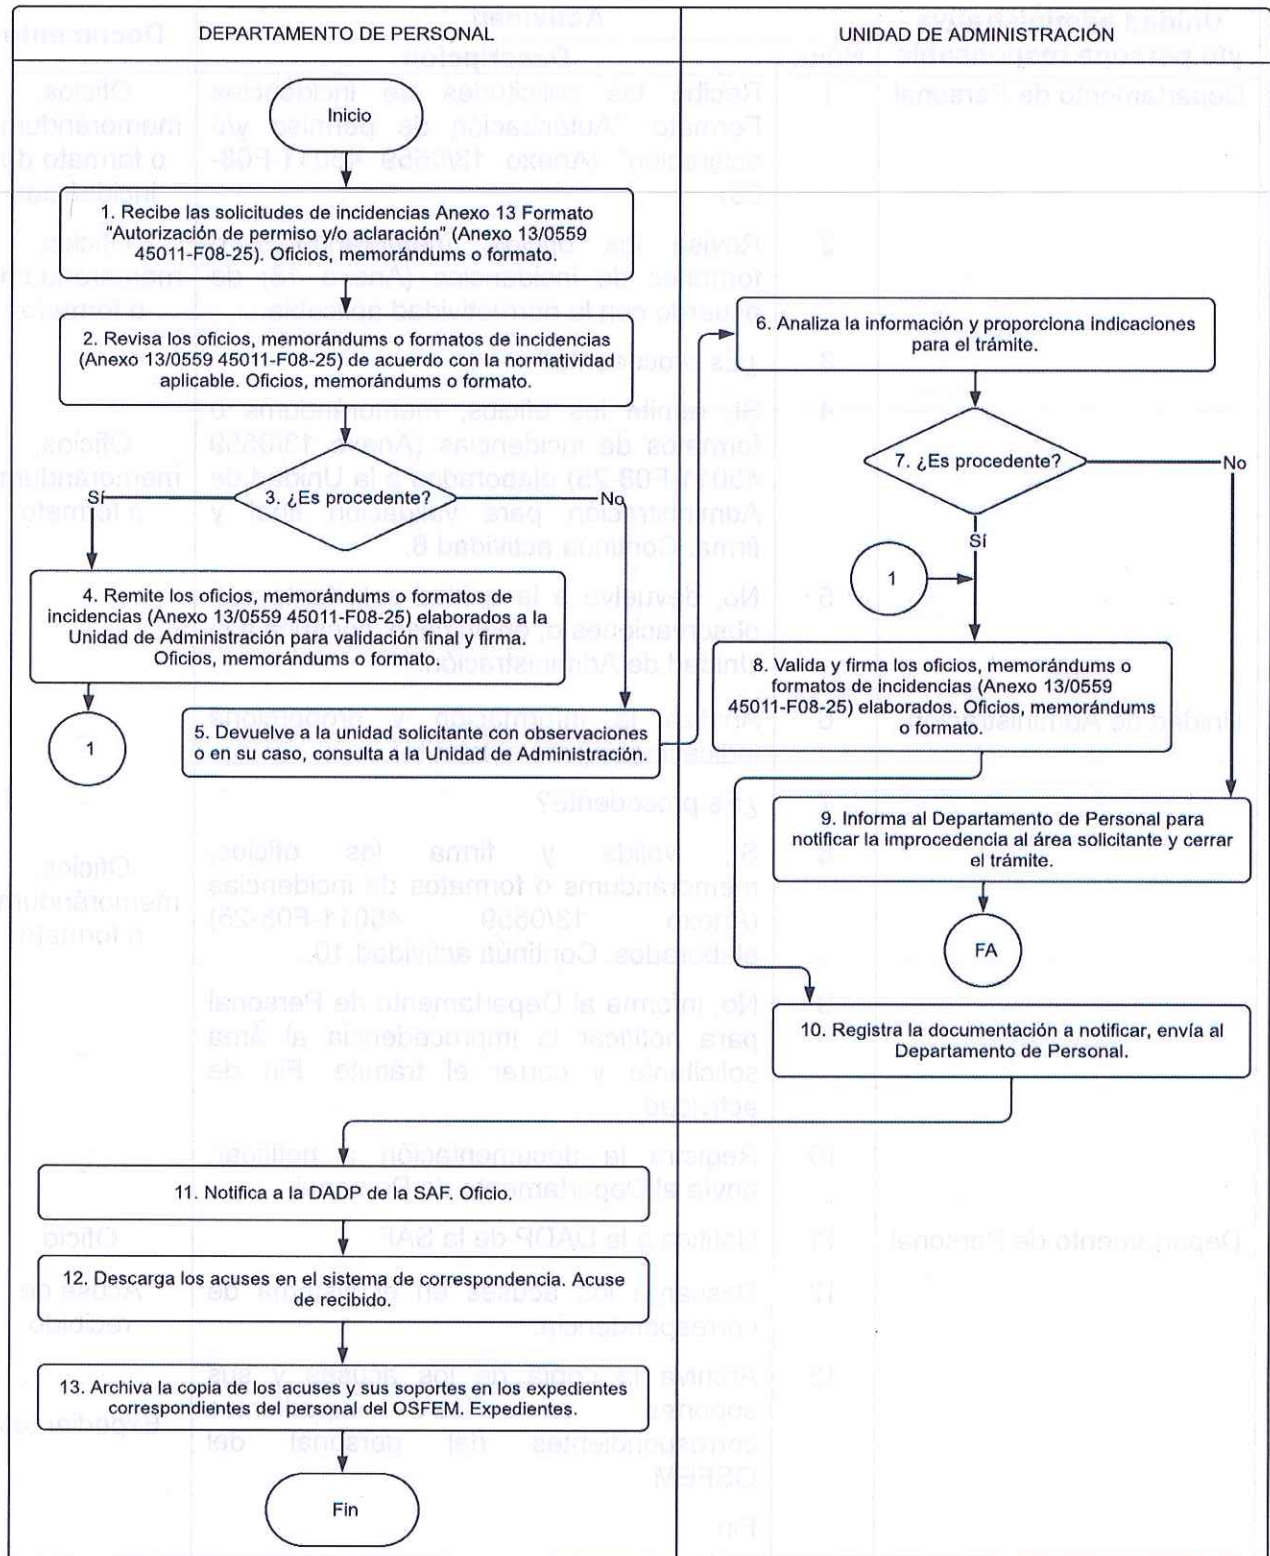 DEPARTAMENTO DE PERSONAL
UNIDAD DE ADMINISTRACIÓN
Inicio
1. Recibe las solicitudes de incidencias Anexo 13 Formato
“Autorización de permiso y/o aclaración” (Anexo 13/0559
45011-F08-25). Oficios, memorándums o formato.
2. Revisa los oficios, memorándums o formatos de incidencias
(Anexo 13/0559 45011-F08-25) de acuerdo con la normatividad
aplicable. Oficios, memorándums o formato.
3. ¿Es procedente?
Sí
No
4. Remite los oficios, memorándums o formatos de
incidencias (Anexo 13/0559 45011-F08-25) elaborados a la
Unidad de Administración para validación final y firma.
Oficios, memorándums o formato.
1
5. Devuelve a la unidad solicitante con observaciones
o en su caso, consulta a la Unidad de Administración.
6. Analiza la información y proporciona indicaciones
para el trámite.
7. ¿Es procedente?
No
Sí
1
8. Valida y firma los oficios, memorándums o
formatos de incidencias (Anexo 13/0559
45011-F08-25) elaborados. Oficios, memorándums
o formato.
9. Informa al Departamento de Personal para
notificar la improcedencia al área solicitante y cerrar
el trámite.
FA
10. Registra la documentación a notificar, envía al
Departamento de Personal.
11. Notifica a la DADP de la SAF. Oficio.
12. Descarga los acuses en el sistema de correspondencia. Acuse
de recibido.
13. Archiva la copia de los acuses y sus soportes en los expedientes
correspondientes del personal del OSFEM. Expedientes.
Fin